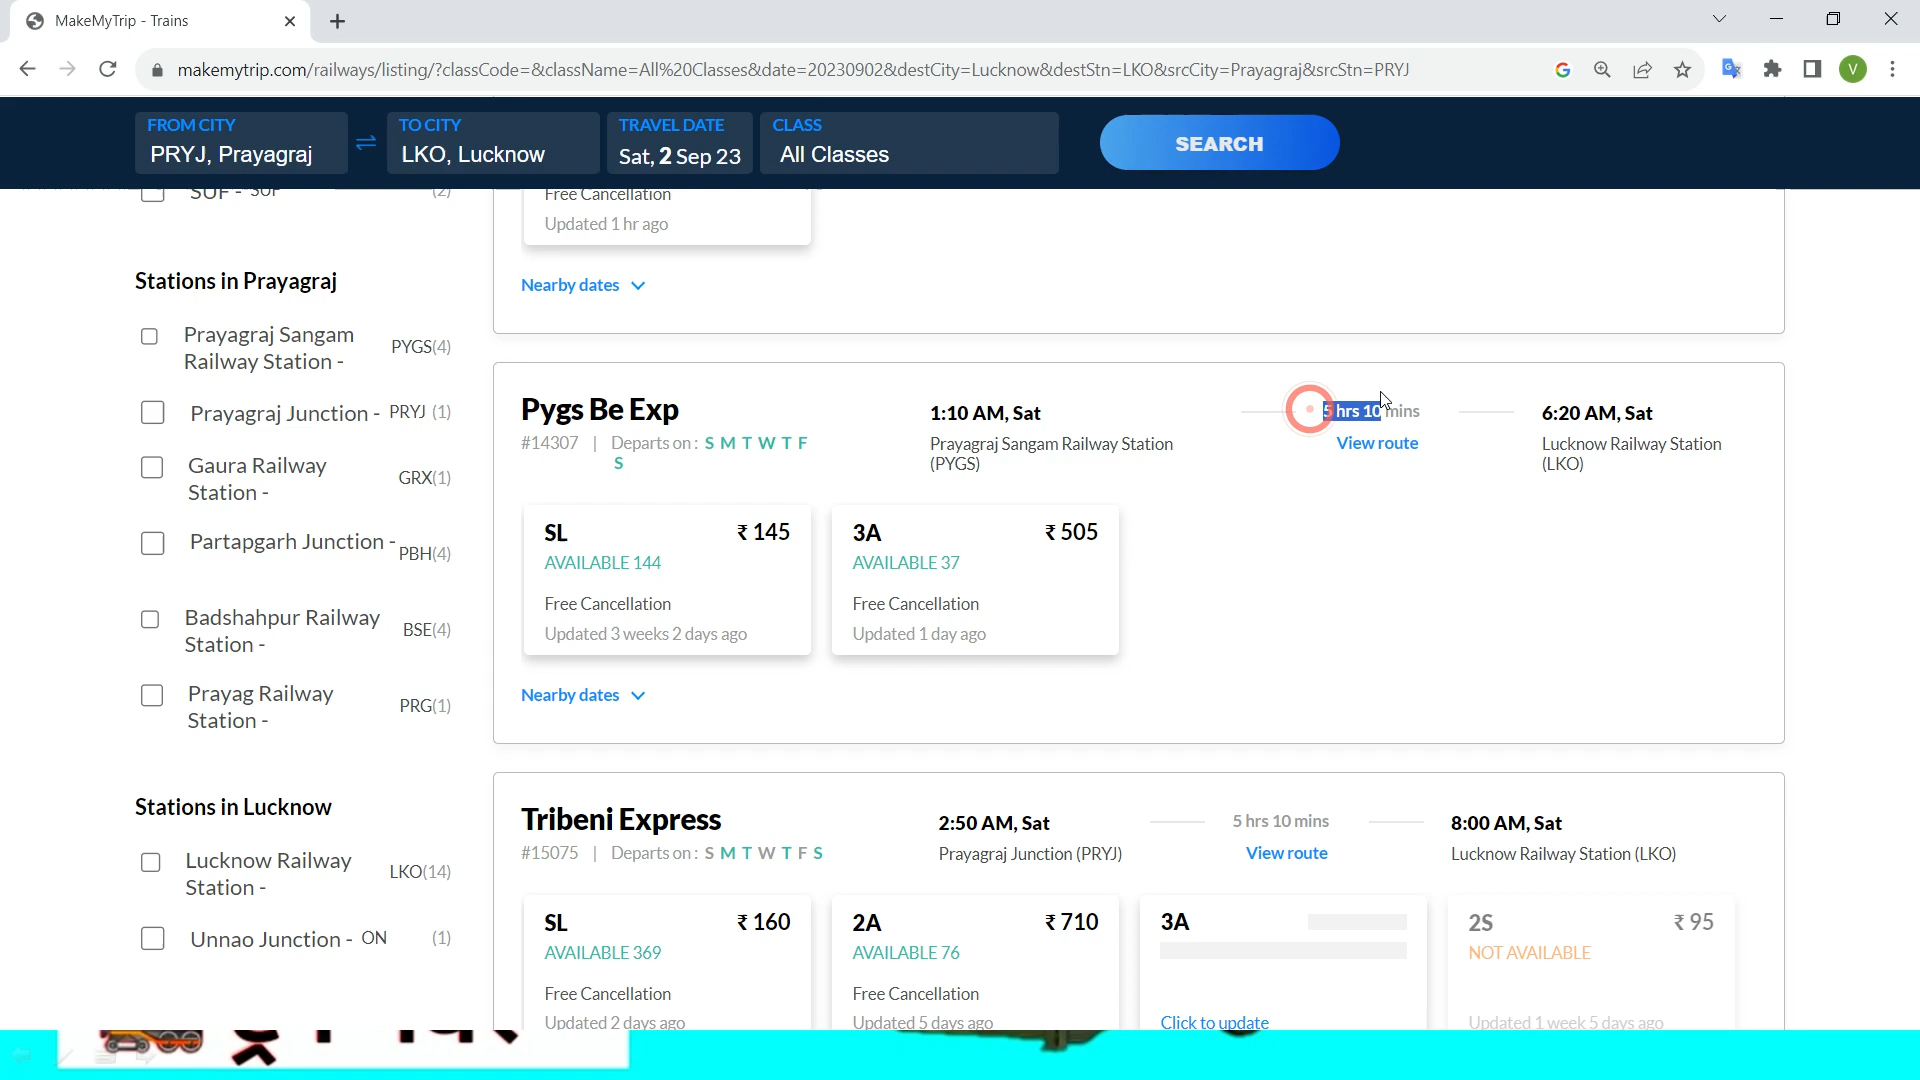 MakeMyTrip - Trains
makemytrip.com/railways/listing/?classCode=&className=All%20Classes&date=20230902&destCity=Lucknow&destStn=LKO&srcCity=Prayagraj&srcStn=PRYJ
V
FROM CITY
PRYJ, Prayagraj
TO CITY
LKO, Lucknow
TRAVEL DATE
Sat, 2 Sep 23
CLASS
All Classes
SEARCH
SUF - SUF (2)
Stations in Prayagraj
Prayagraj Sangam
Railway Station - PYGS(4)
Prayagraj Junction - PRYJ (1)
Gaura Railway
Station - GRX(1)
Partapgarh Junction - PBH(4)
Badshahpur Railway
Station - BSE(4)
Prayag Railway
Station - PRG(1)
Stations in Lucknow
Lucknow Railway
Station - LKO(14)
Unnao Junction - ON (1)
Free Cancellation
Updated 1 hr ago
Nearby dates
Pygs Be Exp
#14307 | Departs on : S M T W T F
S
1:10 AM, Sat
Prayagraj Sangam Railway Station
(PYGS)
5 hrs 10 mins
View route
6:20 AM, Sat
Lucknow Railway Station
(LKO)
SL ₹ 145
AVAILABLE 144
Free Cancellation
Updated 3 weeks 2 days ago
3A ₹ 505
AVAILABLE 37
Free Cancellation
Updated 1 day ago
Nearby dates
Tribeni Express
#15075 | Departs on : S M T W T F S
2:50 AM, Sat
Prayagraj Junction (PRYJ)
5 hrs 10 mins
View route
8:00 AM, Sat
Lucknow Railway Station (LKO)
SL ₹ 160
AVAILABLE 369
Free Cancellation
Updated 2 days ago
2A ₹ 710
AVAILABLE 76
Free Cancellation
Updated 5 days ago
3A
Click to update
2S ₹ 95
NOT AVAILABLE
Updated 1 week 5 days ago